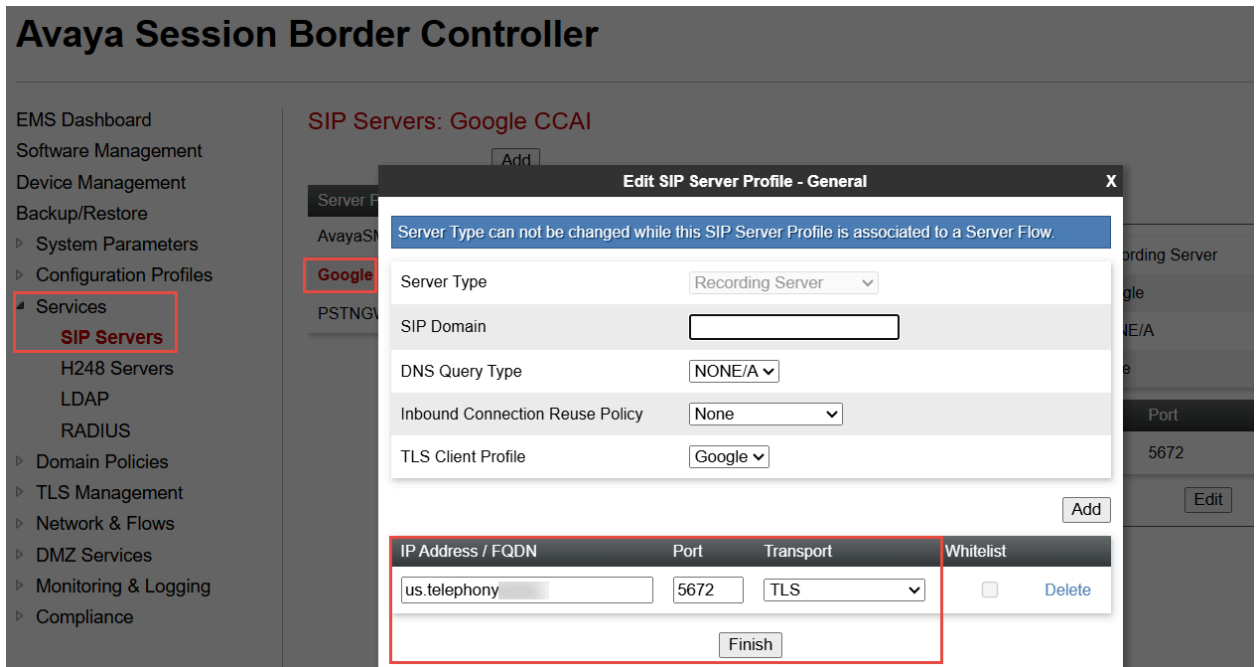 Avaya Session Border Controller
EMS Dashboard
Software Management
Device Management
Backup/Restore
System Parameters
Configuration Profiles
Services
SIP Servers
H248 Servers
LDAP
RADIUS
Domain Policies
TLS Management
Network & Flows
DMZ Services
Monitoring & Logging
Compliance
SIP Servers: Google CCAI
Add
Server P
AvayaSM
Google
PSTNGW
Edit SIP Server Profile - General X
Server Type can not be changed while this SIP Server Profile is associated to a Server Flow.
Server Type Recording Server
SIP Domain
DNS Query Type NONE/A
Inbound Connection Reuse Policy None
TLS Client Profile Google
Add
IP Address / FQDN Port Transport Whitelist
us.telephony 5672 TLS Delete
Finish
ording Server
gle
NE/A
e
Port
5672
Edit